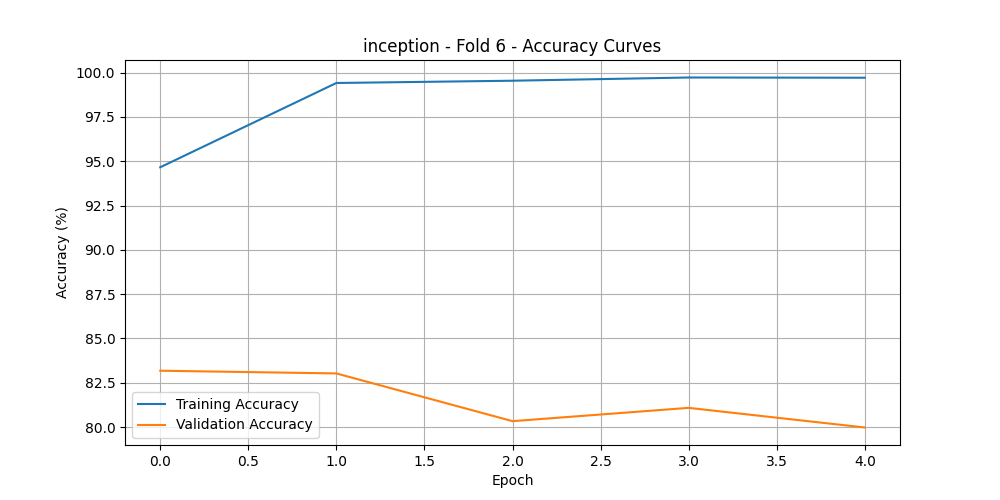 inception - Fold 6 - Accuracy Curves
Accuracy (%)
100.0
97.5
95.0
92.5
90.0
87.5
85.0
82.5
80.0
Training Accuracy
Validation Accuracy
0.0 0.5 1.0 1.5 2.0 2.5 3.0 3.5 4.0
Epoch